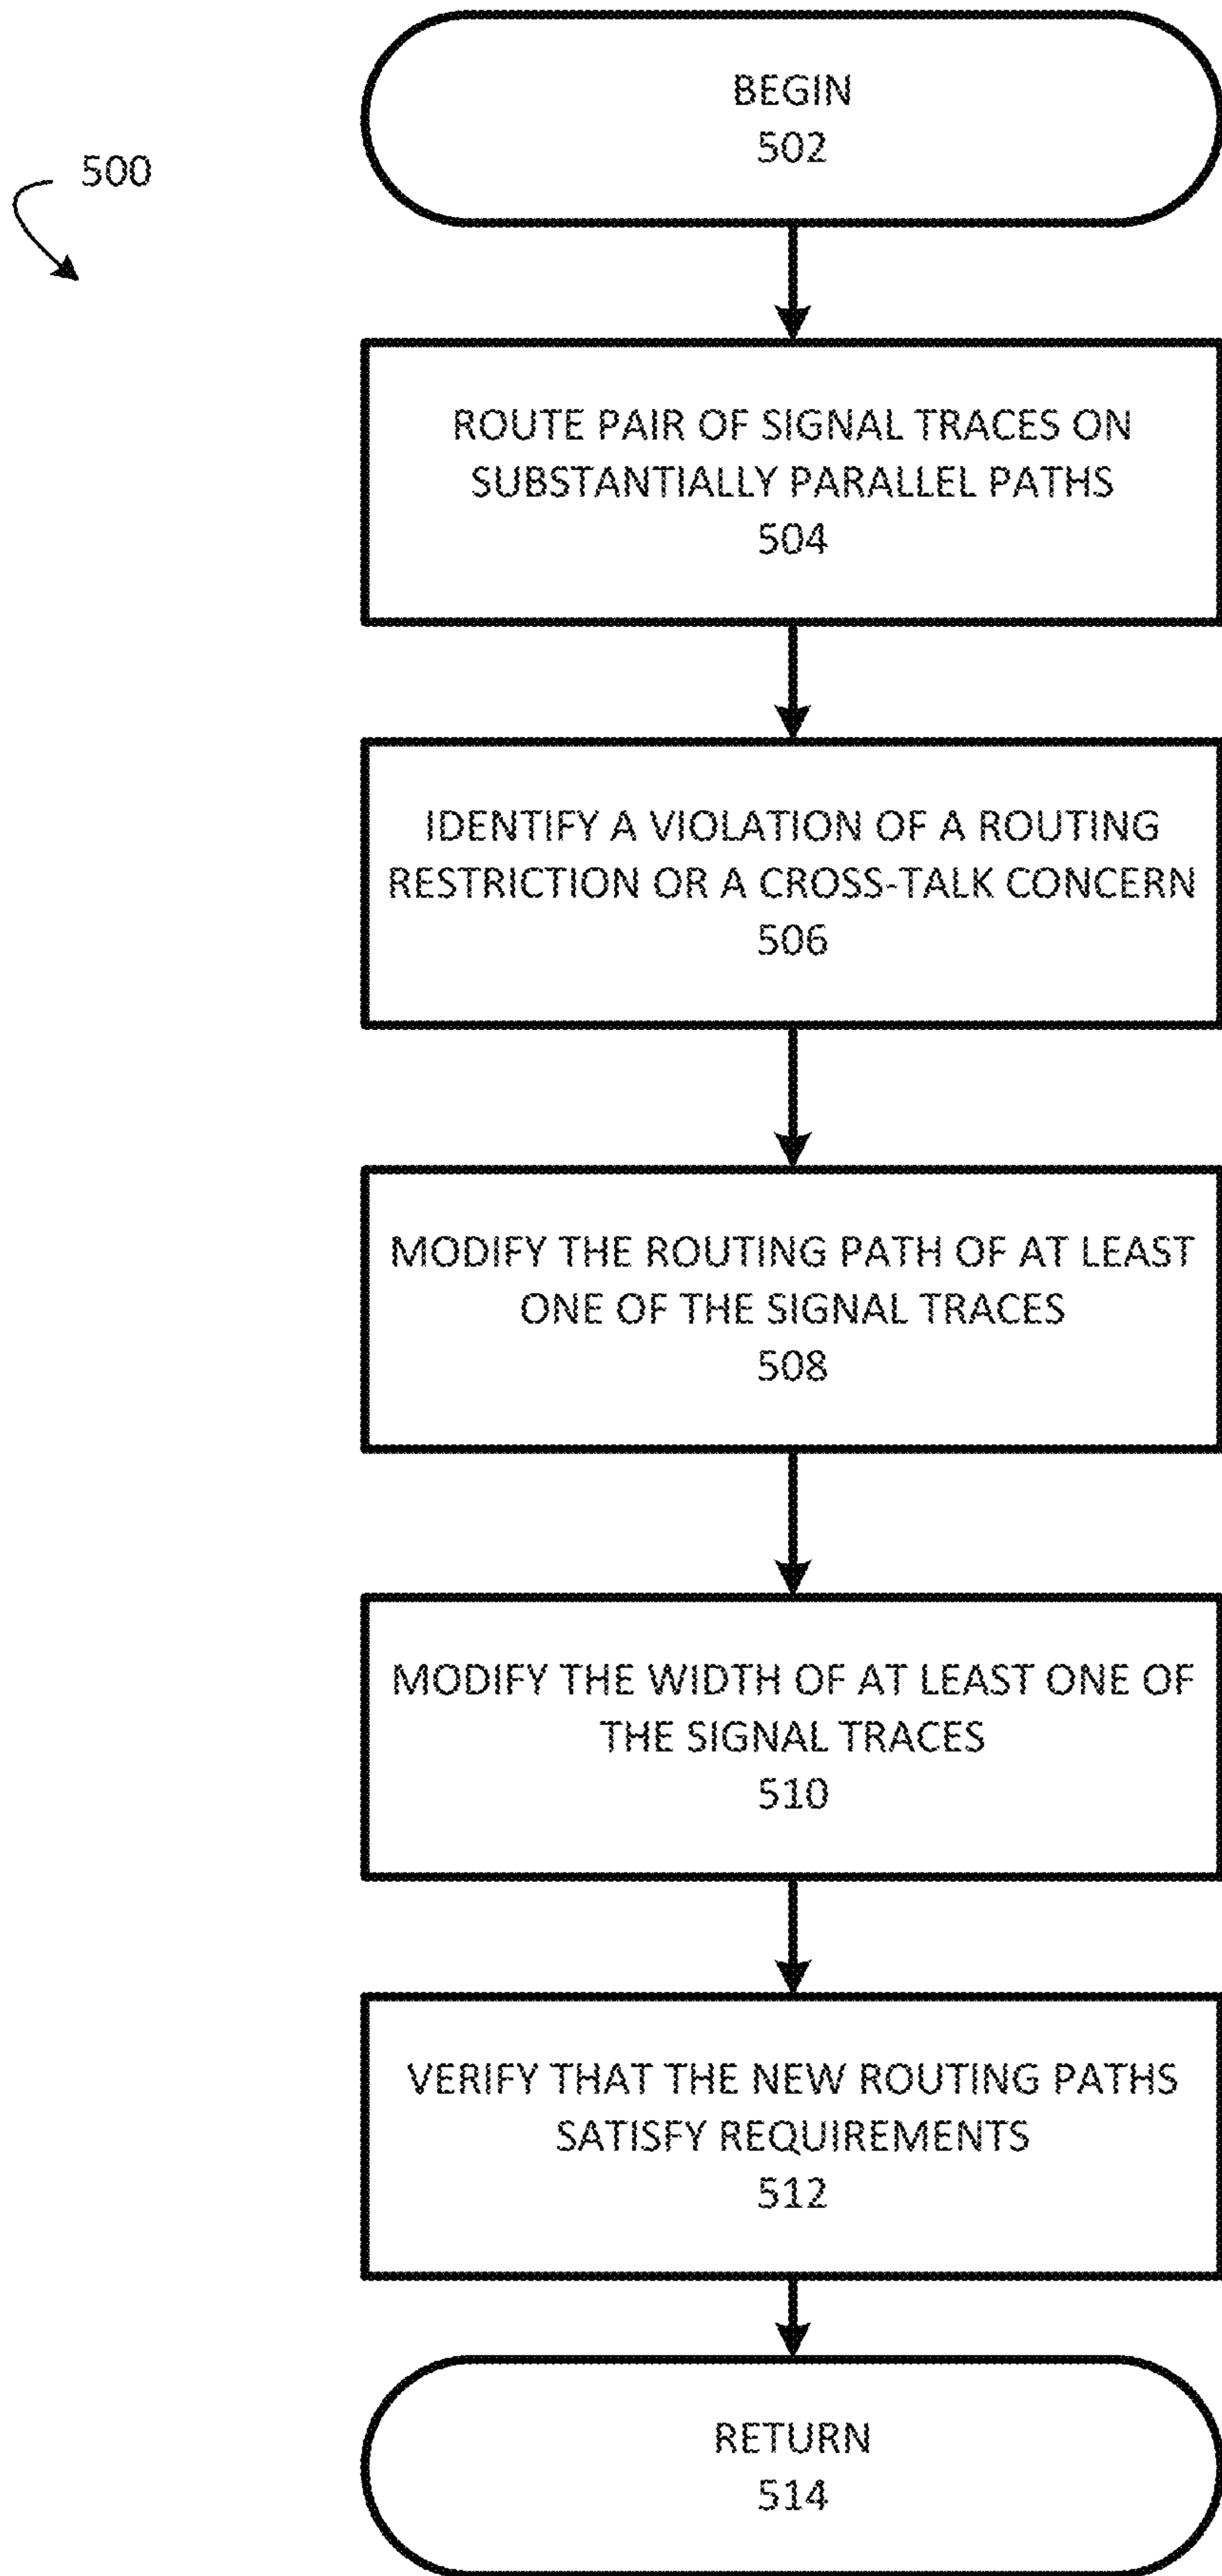 500
BEGIN
502
ROUTE PAIR OF SIGNAL TRACES ON
SUBSTANTIALLY PARALLEL PATHS
504
IDENTIFY A VIOLATION OF A ROUTING
RESTRICTION OR A CROSS-TALK CONCERN
506
MODIFY THE ROUTING PATH OF AT LEAST
ONE OF THE SIGNAL TRACES
508
MODIFY THE WIDTH OF AT LEAST ONE OF
THE SIGNAL TRACES
510
VERIFY THAT THE NEW ROUTING PATHS
SATISFY REQUIREMENTS
512
RETURN
514